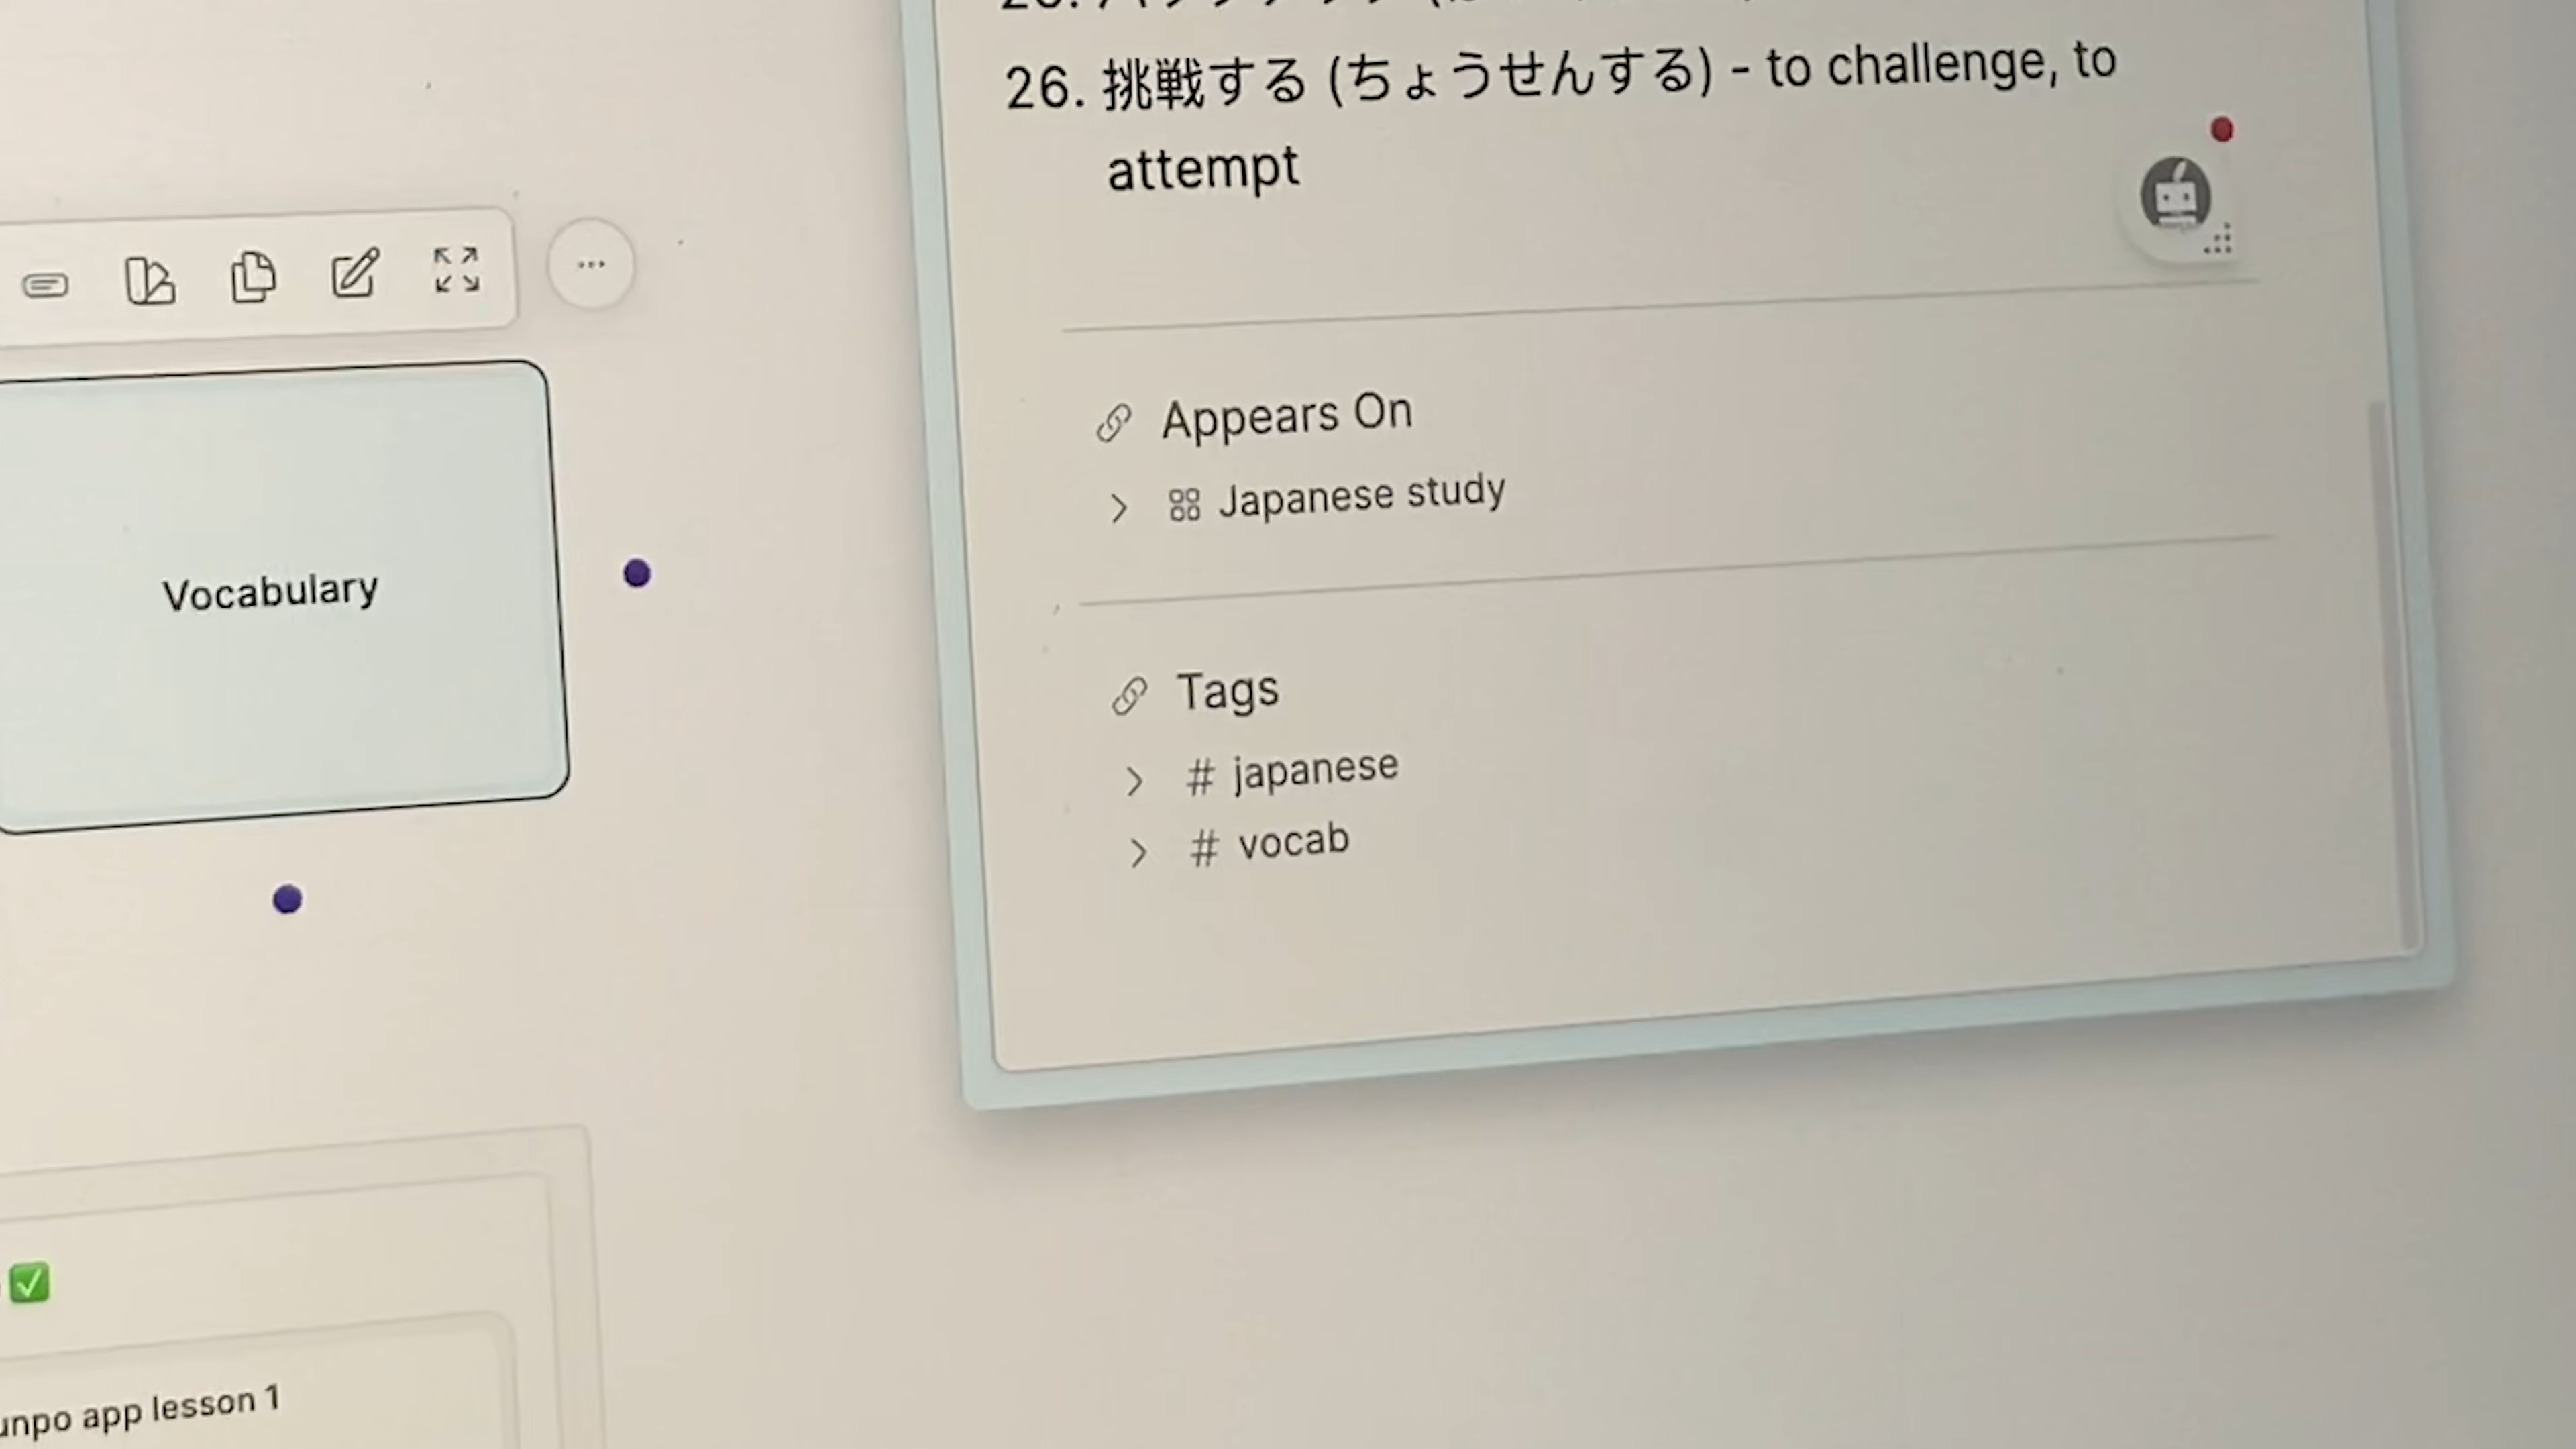 26. 挑戦する (ちょうせんする) - to challenge, to
attempt
Appears On
Japanese study
Tags
# japanese
# vocab
Vocabulary
app lesson 1